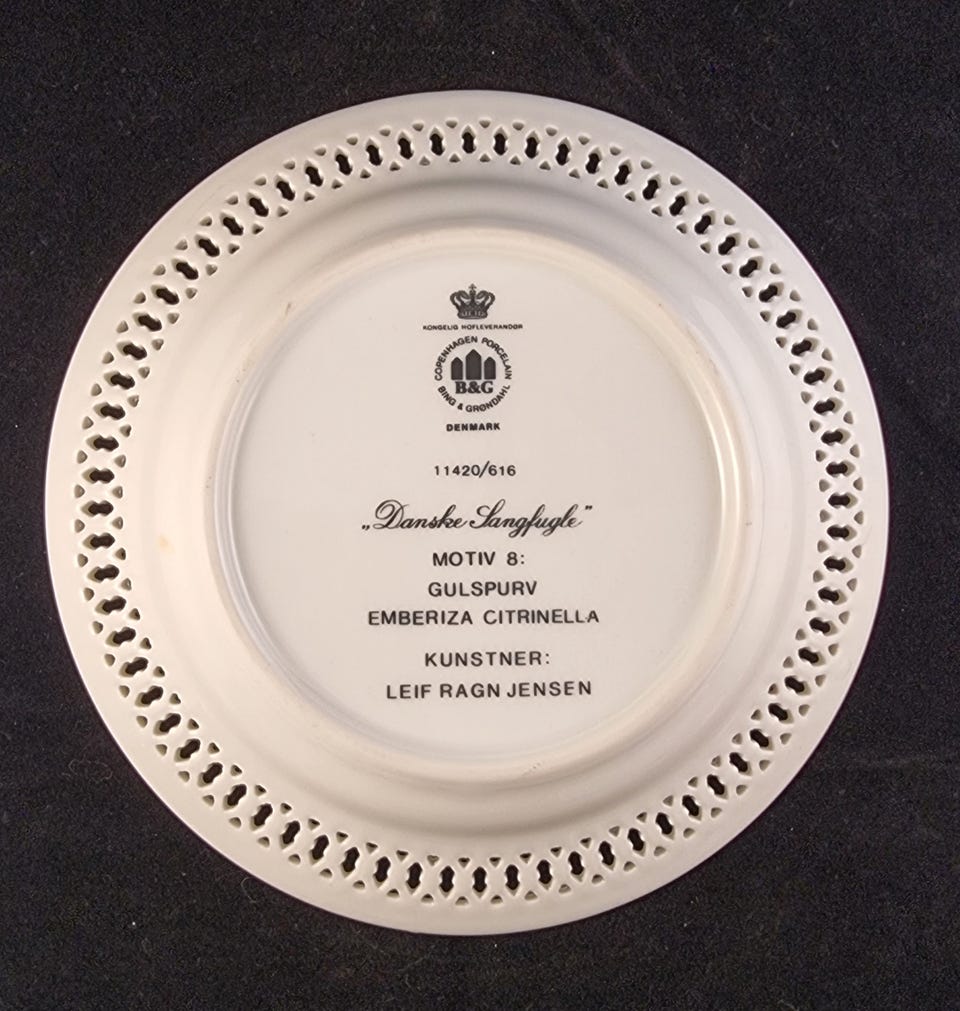 KONGELIG HOFLEVERANDØR
COPENHAGEN PORCELAIN
B&G
BING & GRØNDAHL
DENMARK
11420/616
„Danske Sangfugle”
MOTIV 8:
GULSPURV
EMBERIZA CITRINELLA
KUNSTNER:
LEIF RAGN JENSEN